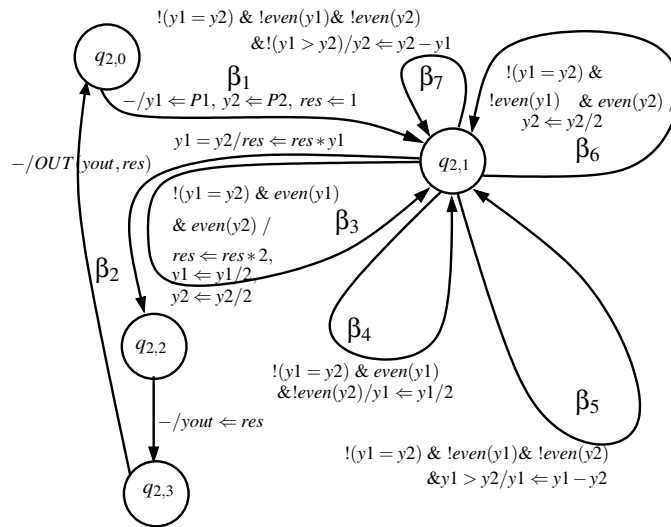 !(y1 = y2) & !even(y1)& !even(y2)
&!(y1 > y2)/y2 ⇐ y2 − y1
q2,0
β1
β7
−/y1 ⇐ P1, y2 ⇐ P2, res ⇐ 1
!(y1 = y2) &
!even(y1) & even(y2) /
y2 ⇐ y2/2
β6
y1 = y2/res ⇐ res ∗ y1
q2,1
−/OUT(yout, res)
!(y1 = y2) & even(y1)
& even(y2) /
β3
res ⇐ res ∗ 2,
y1 ⇐ y1/2,
y2 ⇐ y2/2
β2
q2,2
β4
!(y1 = y2) & even(y1)
&!even(y2)/y1 ⇐ y1/2
β5
−/yout ⇐ res
!(y1 = y2) & !even(y1)& !even(y2)
&y1 > y2/y1 ⇐ y1 − y2
q2,3